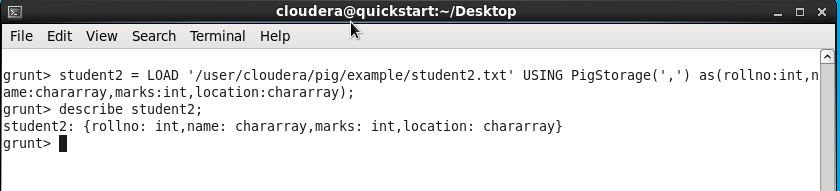 cloudera@quickstart:~/Desktop
File Edit View Search Terminal Help
grunt> student2 = LOAD '/user/cloudera/pig/example/student2.txt' USING PigStorage(',') as(rollno:int,n
ame:chararray,marks:int,location:chararray);
grunt> describe student2;
student2: {rollno: int,name: chararray,marks: int,location: chararray}
grunt>